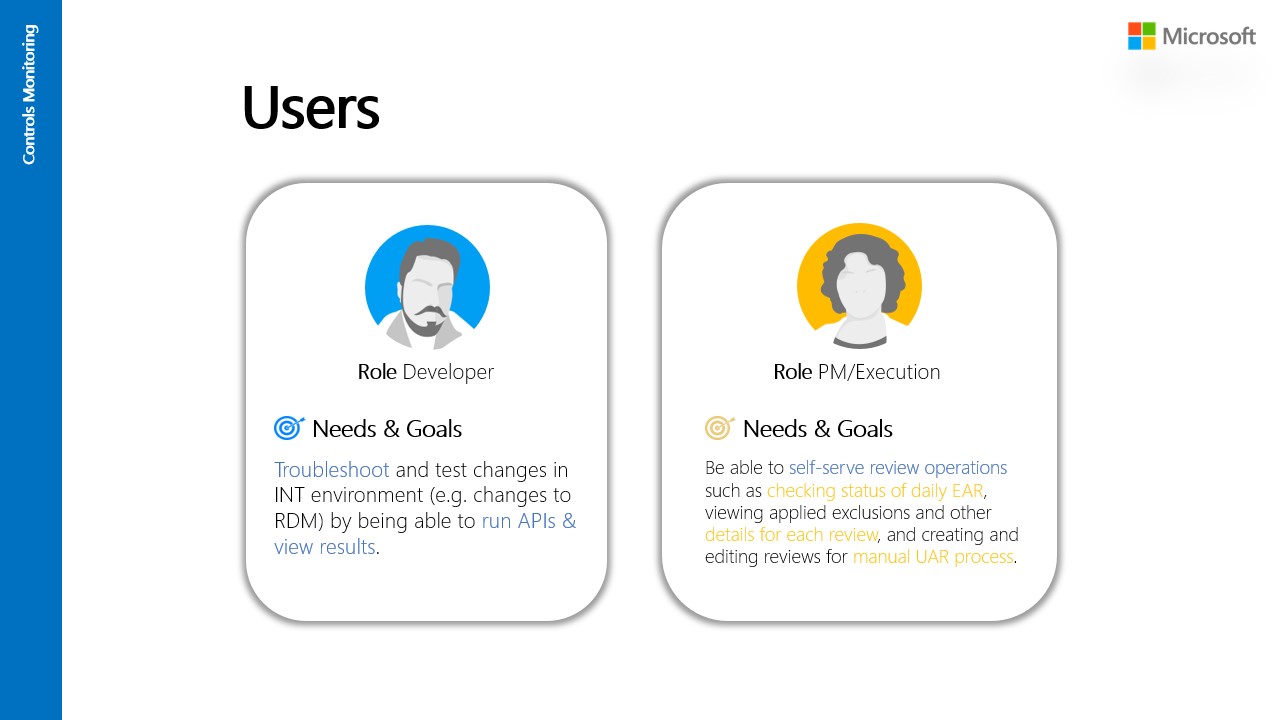 Controls Monitoring
Microsoft
Users
Role Developer
Needs & Goals
Troubleshoot and test changes in
INT environment (e.g. changes to
RDM) by being able to run APIs &
view results.
Role PM/Execution
Needs & Goals
Be able to self-serve review operations
such as checking status of daily EAR,
viewing applied exclusions and other
details for each review, and creating and
editing reviews for manual UAR process.